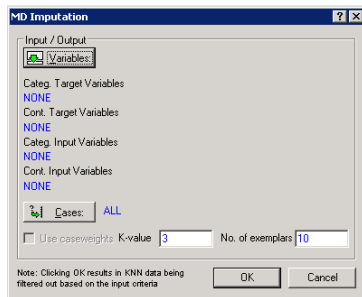 MD Imputation
Input / Output
Variables:
Categ. Target Variables
NONE
Cont. Target Variables
NONE
Categ. Input Variables
NONE
Cont. Input Variables
NONE
Cases: ALL
Use caseweights K-value 3 No. of exemplars 10
Note: Clicking OK results in KNN data being
filtered out based on the input criteria
OK Cancel